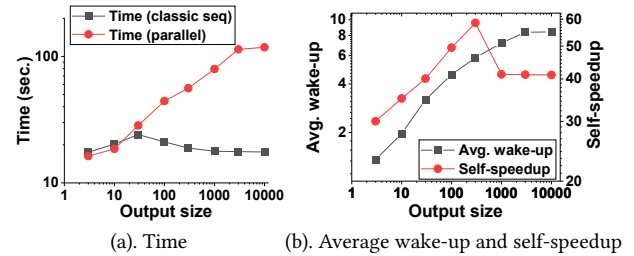 Time (classic seq)
Time (parallel)
Time (sec.)
100
10
1
10
100
1000
10000
Output size
(a). Time
Avg. wake-up
10
8
6
4
2
Avg. wake-up
Self-speedup
60
50
40
30
20
Self-speedup
1
10
100
1000
10000
Output size
(b). Average wake-up and self-speedup